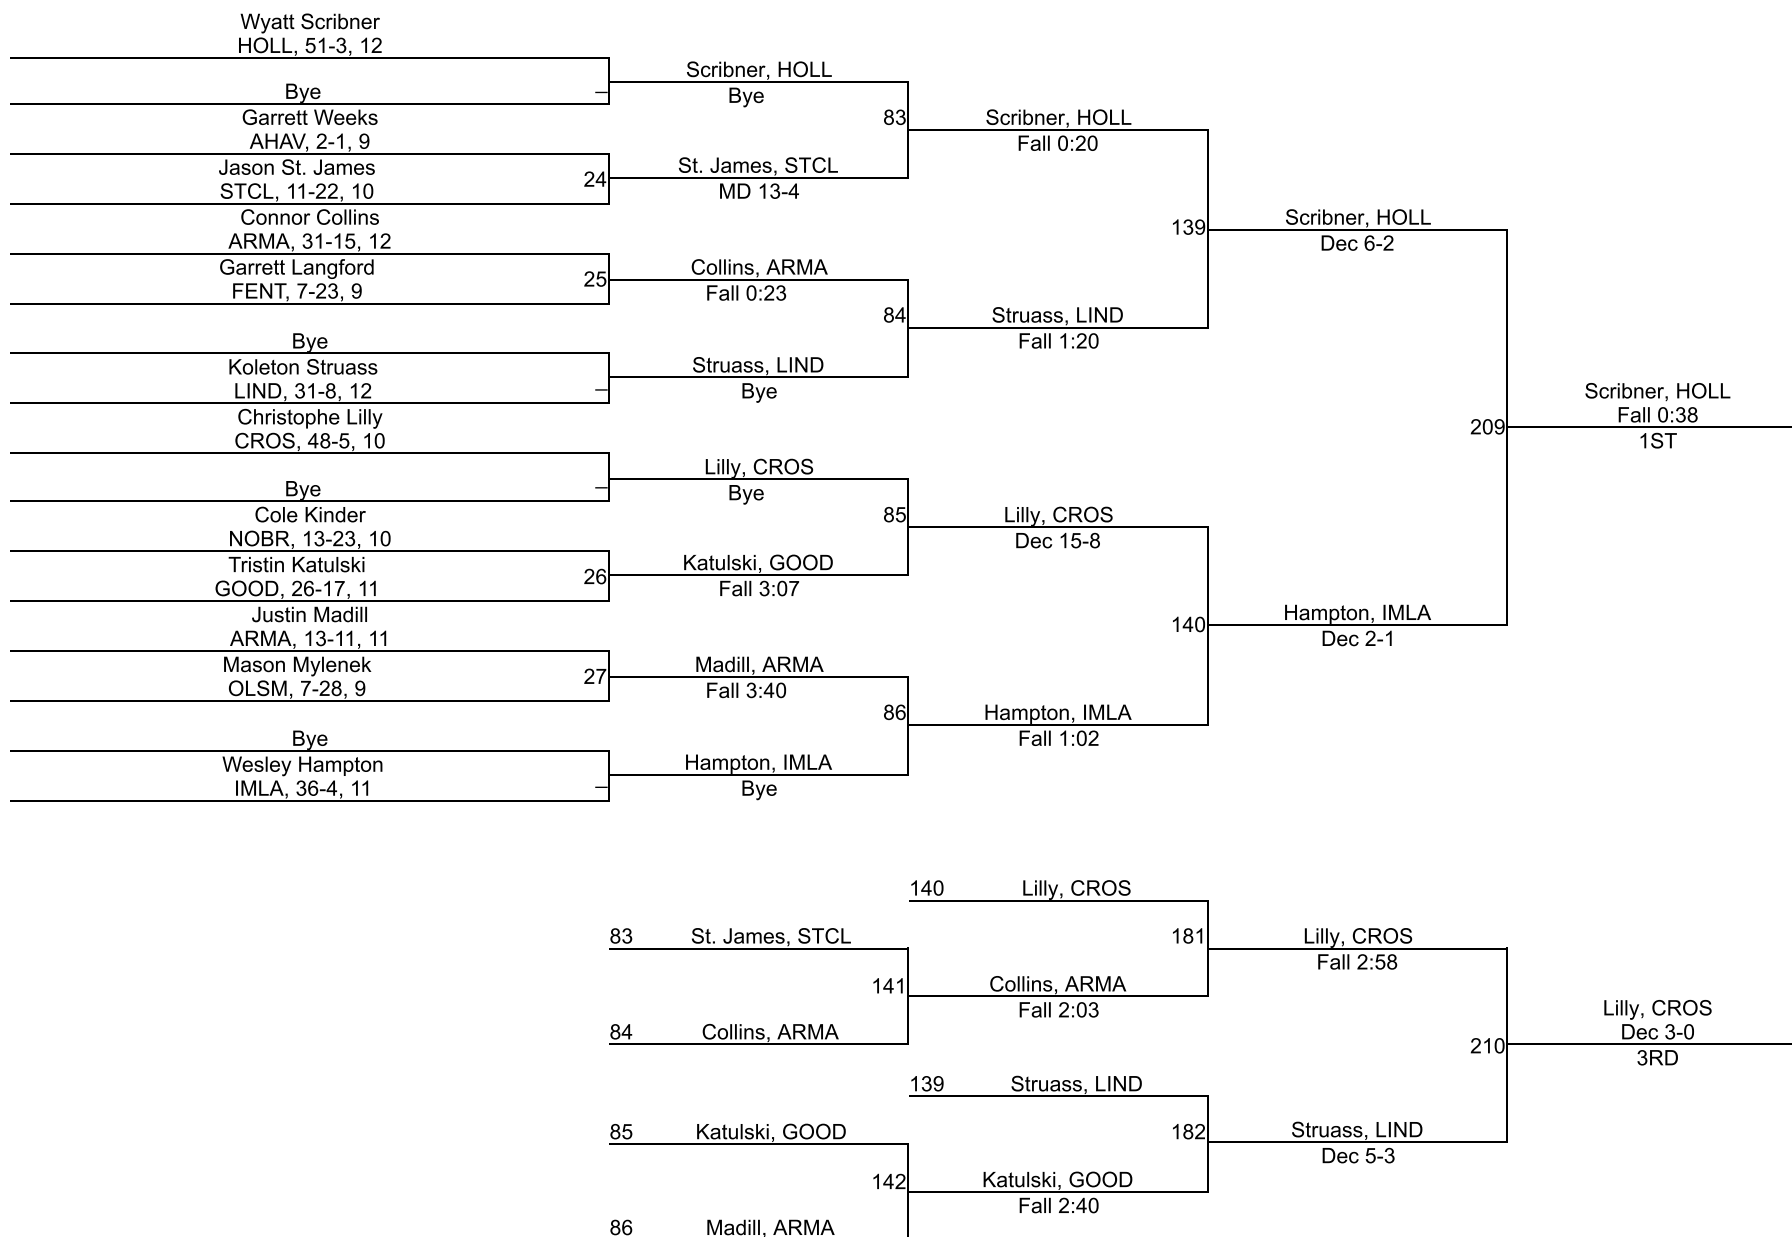 Wyatt Scribner
HOLL, 51-3, 12
Bye
Garrett Weeks
AHAV, 2-1, 9
Jason St. James
STCL, 11-22, 10
24
Connor Collins
ARMA, 31-15, 12
Garrett Langford
FENT, 7-23, 9
25
Bye
Koleton Struass
LIND, 31-8, 12
Christophe Lilly
CROS, 48-5, 10
Bye
Cole Kinder
NOBR, 13-23, 10
Tristin Katulski
GOOD, 26-17, 11
26
Justin Madill
ARMA, 13-11, 11
Mason Mylenek
OLSM, 7-28, 9
27
Bye
Wesley Hampton
IMLA, 36-4, 11
Scribner, HOLL
Bye
83
St. James, STCL
MD 13-4
Collins, ARMA
Fall 0:23
84
Struass, LIND
Bye
Lilly, CROS
Bye
85
Katulski, GOOD
Fall 3:07
Madill, ARMA
Fall 3:40
86
Hampton, IMLA
Bye
Scribner, HOLL
Fall 0:20
139
Struass, LIND
Fall 1:20
Lilly, CROS
Dec 15-8
140
Hampton, IMLA
Fall 1:02
Scribner, HOLL
Dec 6-2
209
Hampton, IMLA
Dec 2-1
Scribner, HOLL
Fall 0:38
1ST
140 Lilly, CROS
83 St. James, STCL
141
84 Collins, ARMA
Collins, ARMA
Fall 2:03
181
139 Struass, LIND
85 Katulski, GOOD
142
86 Madill, ARMA
Katulski, GOOD
Fall 2:40
182
Lilly, CROS
Fall 2:58
210
Struass, LIND
Dec 5-3
Lilly, CROS
Dec 3-0
3RD